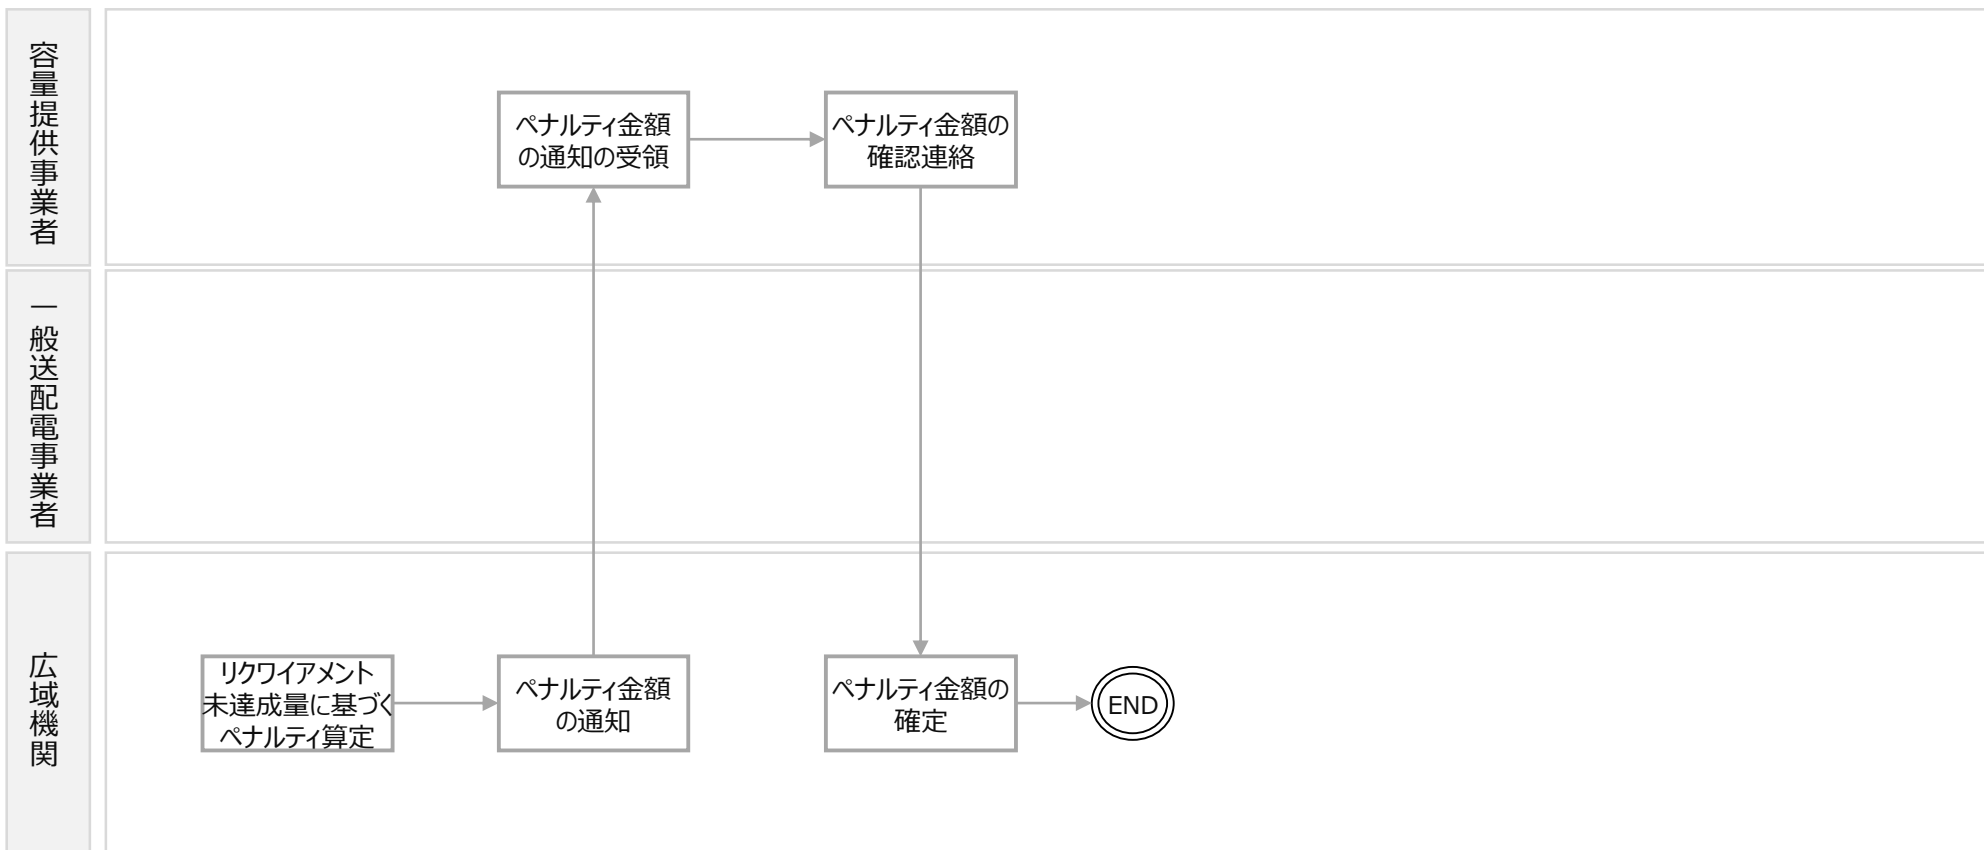 容量提供事業者
ペナルティ金額
の通知の受領
ペナルティ金額の
確認連絡
一般送配電事業者
広域機関
リクワイアメント
未達成量に基づく
ペナルティ算定
ペナルティ金額
の通知
ペナルティ金額の
確定
END